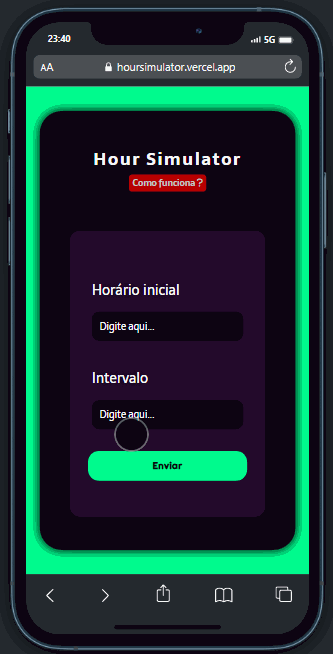 23:40
5G
AA
hoursimulator.vercel.app
Hour Simulator
Como funciona?
Horário inicial
Digite aqui...
Intervalo
Digite aqui...
Enviar